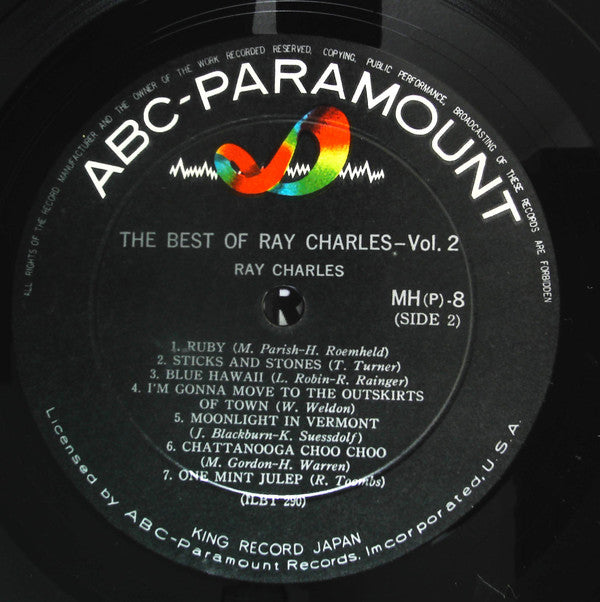 ALL RIGHTS OF THE RECORD MANUFACTURER AND THE OWNER OF THE WORK RECORDED RESERVED, COPYING, PUBLIC PERFORMANCE, BROADCASTING OF THESE RECORDS ARE FORBIDDEN
ABC-PARAMOUNT
THE BEST OF RAY CHARLES-Vol. 2
RAY CHARLES
MH(P)-8
(SIDE 2)
1. RUBY (M. Parish-H. Roemheld)
2. STICKS AND STONES (T. Turner)
3. BLUE HAWAII (L. Robin-R. Rainger)
4. I'M GONNA MOVE TO THE OUTSKIRTS
OF TOWN (W. Weldon)
5. MOONLIGHT IN VERMONT
(J. Blackburn-K. Suessdolf)
6. CHATTANOOGA CHOO CHOO
(M. Gordon-H. Warren)
7. ONE MINT JULEP (R. Toombs)
(ILBT 290)
KING RECORD JAPAN
Licensed by ABC-Paramount Records, Incorporated, U.S.A.